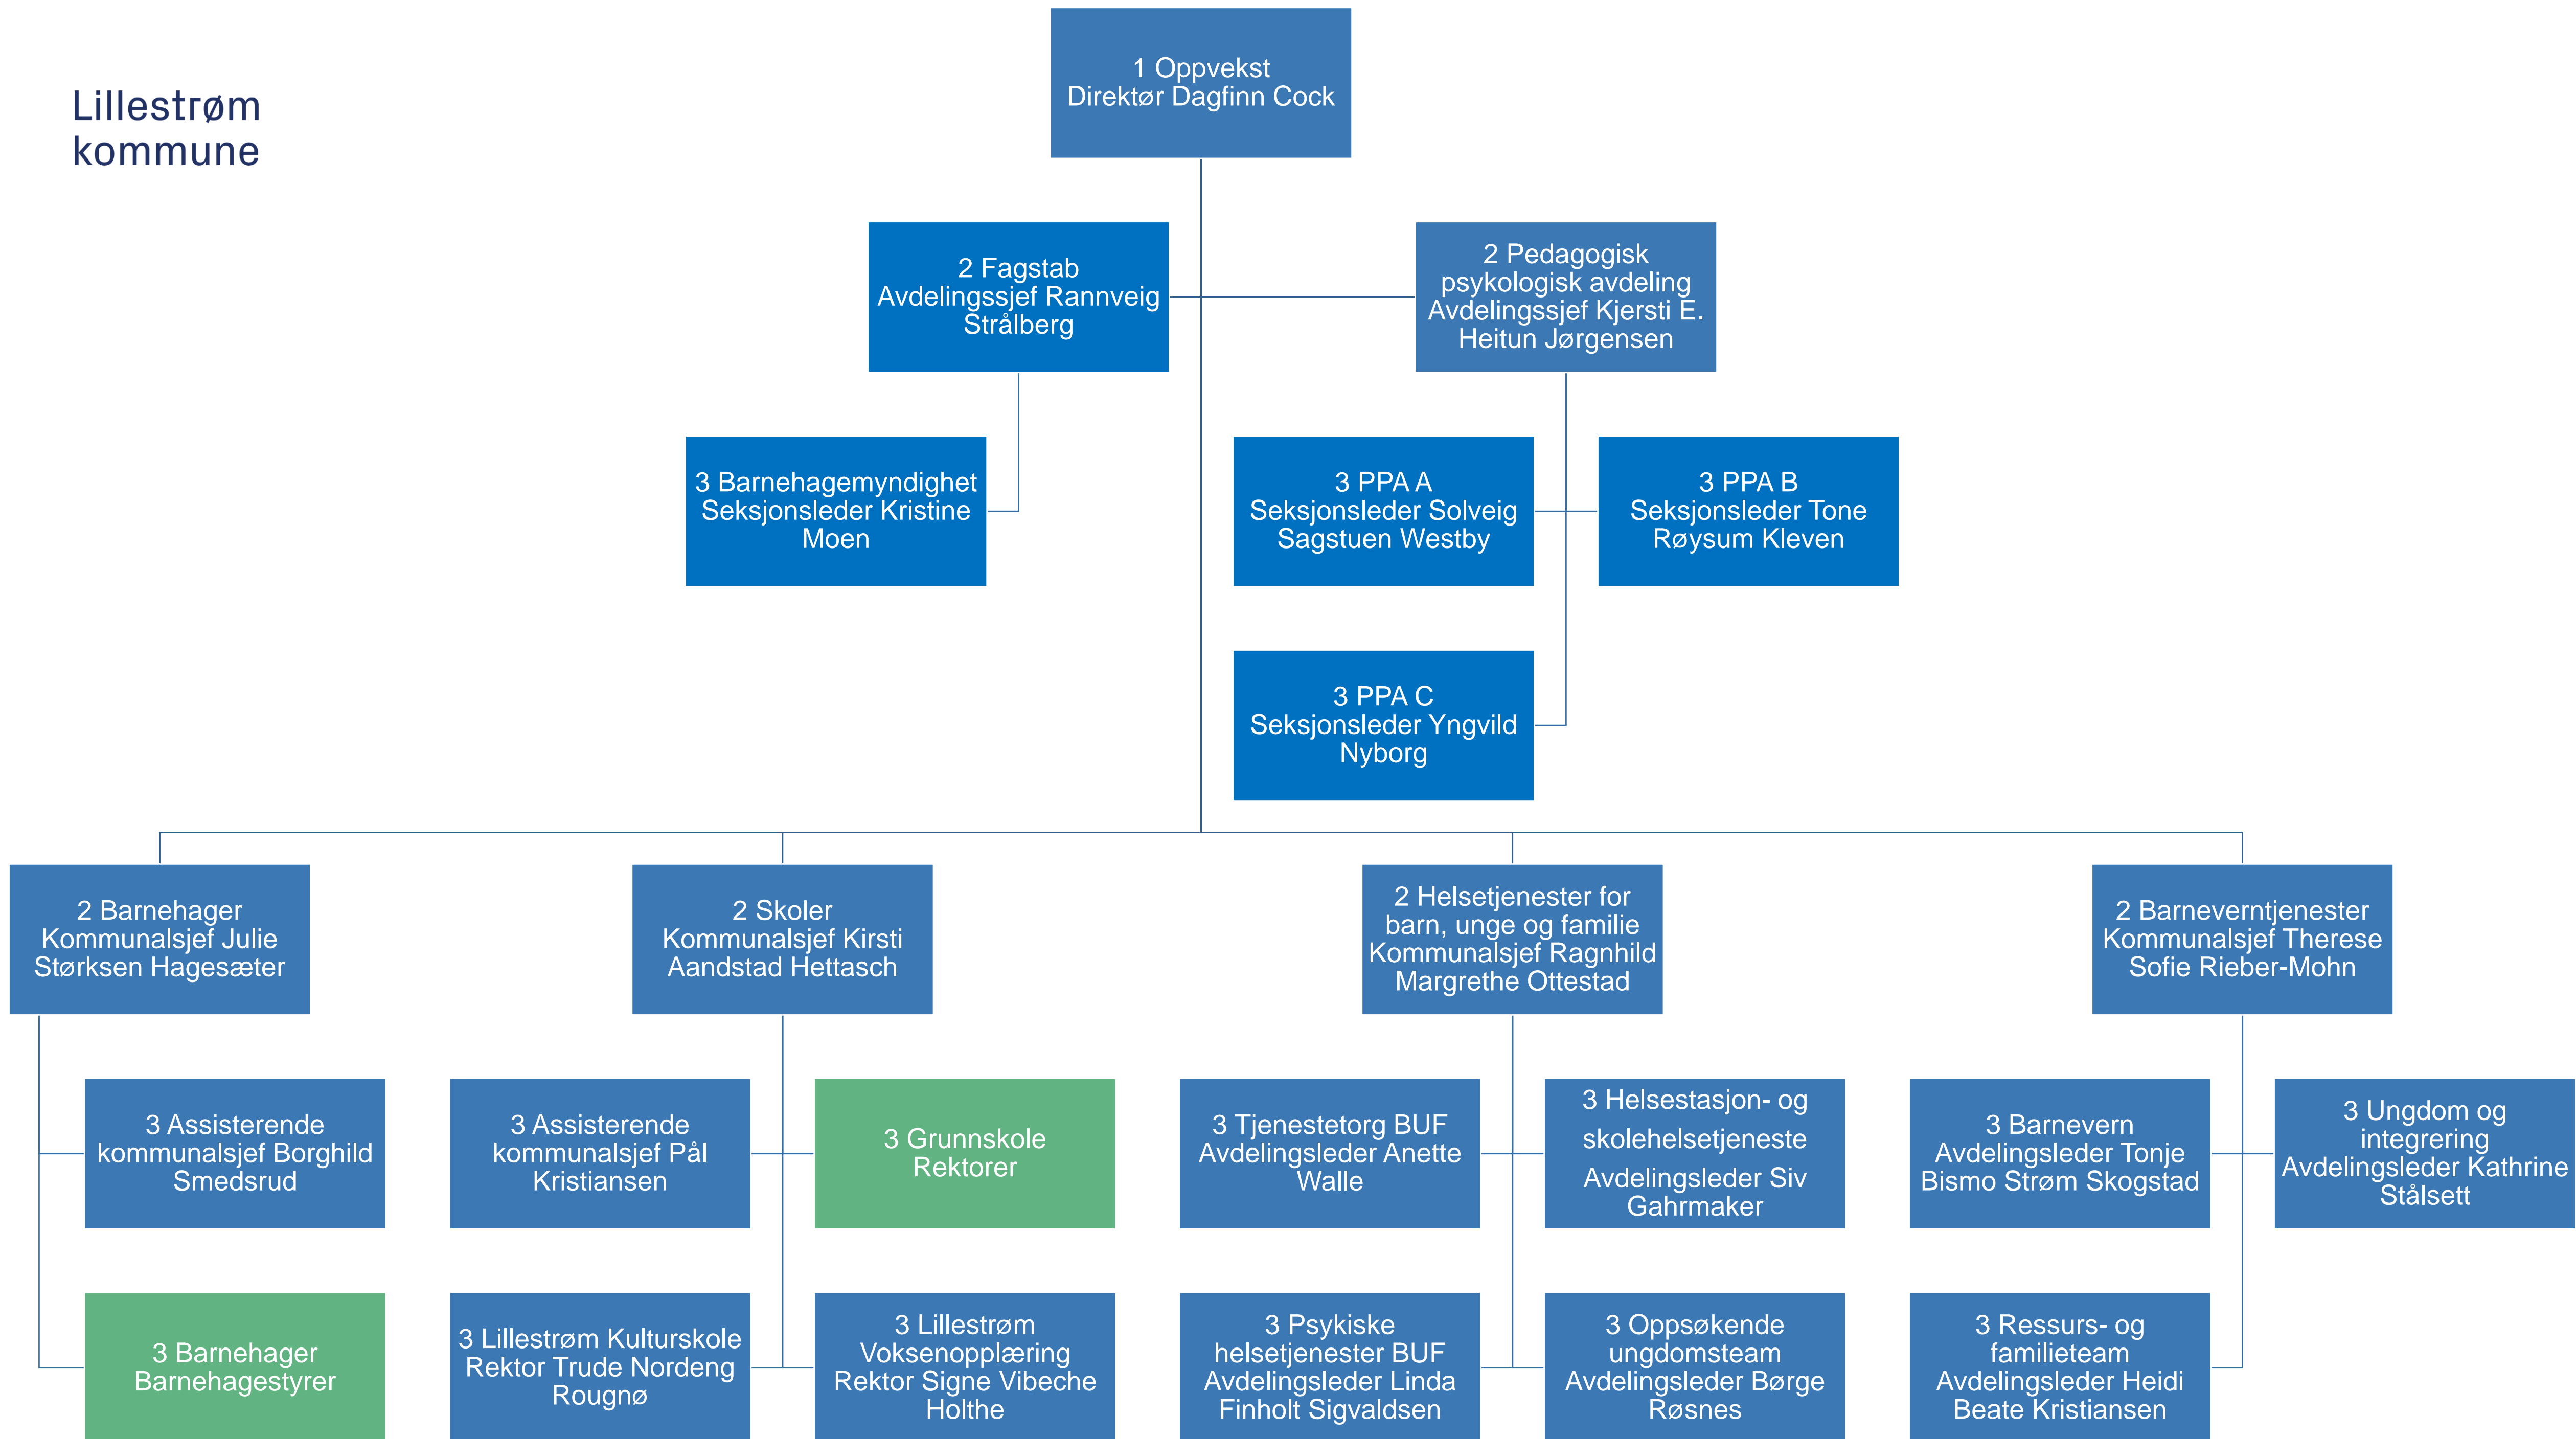 Lillestrøm
kommune
1 Oppvekst
Direktør Dagfinn Cock
2 Fagstab
Avdelingssjef Rannveig
Strålberg
2 Pedagogisk
psykologisk avdeling
Avdelingssjef Kjersti E.
Heitun Jørgensen
3 Barnehagemyndighet
Seksjonsleder Kristine
Moen
3 PPA A
Seksjonsleder Solveig
Sagstuen Westby
3 PPA B
Seksjonsleder Tone
Røysum Kleven
3 PPA C
Seksjonsleder Yngvild
Nyborg
2 Barnehager
Kommunalsjef Julie
Størksen Hagesæter
2 Skoler
Kommunalsjef Kirsti
Aandstad Hettasch
2 Helsetjenester for
barn, unge og familie
Kommunalsjef Ragnhild
Margrethe Ottestad
2 Barneverntjenester
Kommunalsjef Therese
Sofie Rieber-Mohn
3 Assisterende
kommunalsjef Borghild
Smedsrud
3 Assisterende
kommunalsjef Pål
Kristiansen
3 Grunnskole
Rektorer
3 Tjenestetorg BUF
Avdelingsleder Anette
Walle
3 Helsestasjon- og
skolehelsetjeneste
Avdelingsleder Siv
Gahrmaker
3 Barnevern
Avdelingsleder Tonje
Bismo Strøm Skogstad
3 Ungdom og
integrering
Avdelingsleder Kathrine
Stålsett
3 Barnehager
Barnehagestyrer
3 Lillestrøm Kulturskole
Rektor Trude Nordeng
Rougnø
3 Lillestrøm
Voksenopplæring
Rektor Signe Vibeche
Holthe
3 Psykiske
helsetjenester BUF
Avdelingsleder Linda
Finholt Sigvaldsen
3 Oppsøkende
ungdomsteam
Avdelingsleder Børge
Røsnes
3 Ressurs- og
familieteam
Avdelingsleder Heidi
Beate Kristiansen